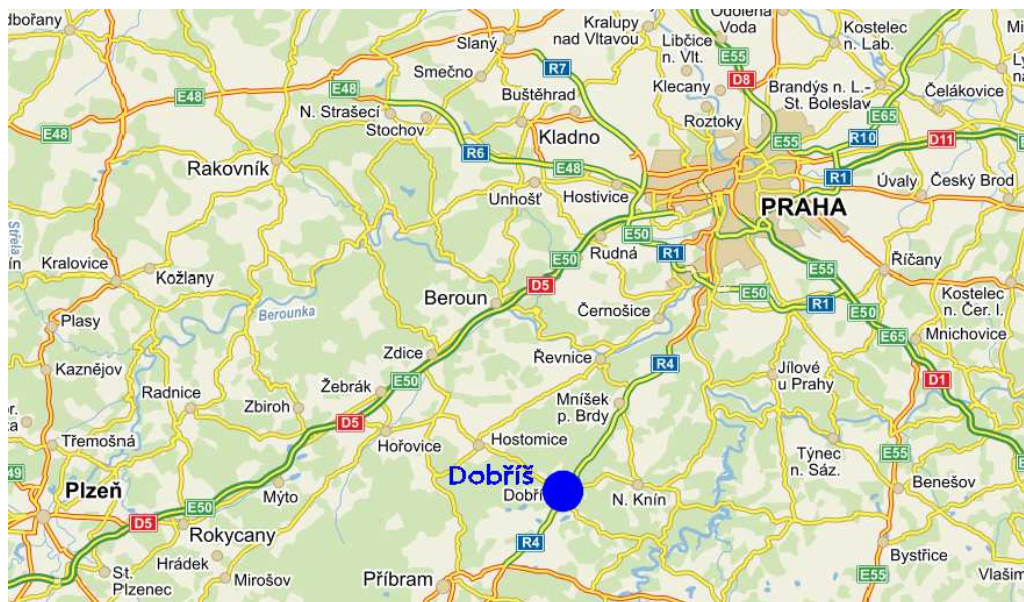 dbořany
Slaný
Kralupy
nad Vltavou
Odolena
Voda
Libčice
n. Vlt.
E55
Kostelec
n. Lab.
R7
Smečno
D8
Klecany
Brandýs n. L.-
St. Boleslav
E48
E48
N. Strašecí
Buštěhrad
Čelákovice
Stochov
Roztoky
E65
E48
Kladno
E55
R10
D11
Rakovník
R6
E48
R1
Unhošť
Hostivice
Úvaly
Český Brod
PRAHA
Střela
E50
Rudná
R1
E50
E55
Říčany
Kralovice
Kožlany
D5
E50
R1
Kostelec
n. Čer. l.
Beroun
Berounka
Černošice
E50
Plasy
E65
Mnichovice
Zdice
Řevnice
R4
Kaznějov
Jílové
u Prahy
D1
Žebrák
E50
Radnice
Zbiroh
Mníšek
p. Brdy
D5
Hořovice
Hostomice
Třemošná
Týnec
n. Sáz.
E55
49
Dobříš
Plzeň
Dobří
N. Knín
Benešov
Mýto
E50
D5
Rokycany
R4
Bystřice
Hrádek
St.
Plzenec
Mirošov
Příbram
E55
Vlašim